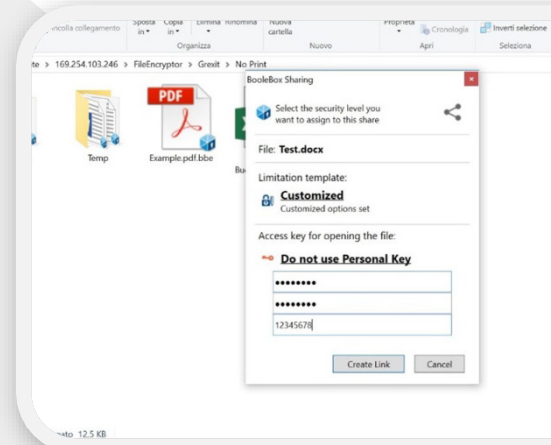 incolla collegamento
Sposta in
Copia in
Elimina
Rinomina
Nuova cartella
Proprietà
Cronologia
Inverti selezione
Organizza
Nuovo
Apri
Seleziona
> 169.254.103.246 > FileEncryptor > Grexit > No Print
Temp
PDF
Example.pdf.bbe
BooleBox Sharing
Select the security level you
want to assign to this share
File: Test.docx
Limitation template:
Customized
Customized options set
Access key for opening the file:
Do not use Personal Key
••••••••
••••••••
12345678
Create Link
Cancel
12,5 KB